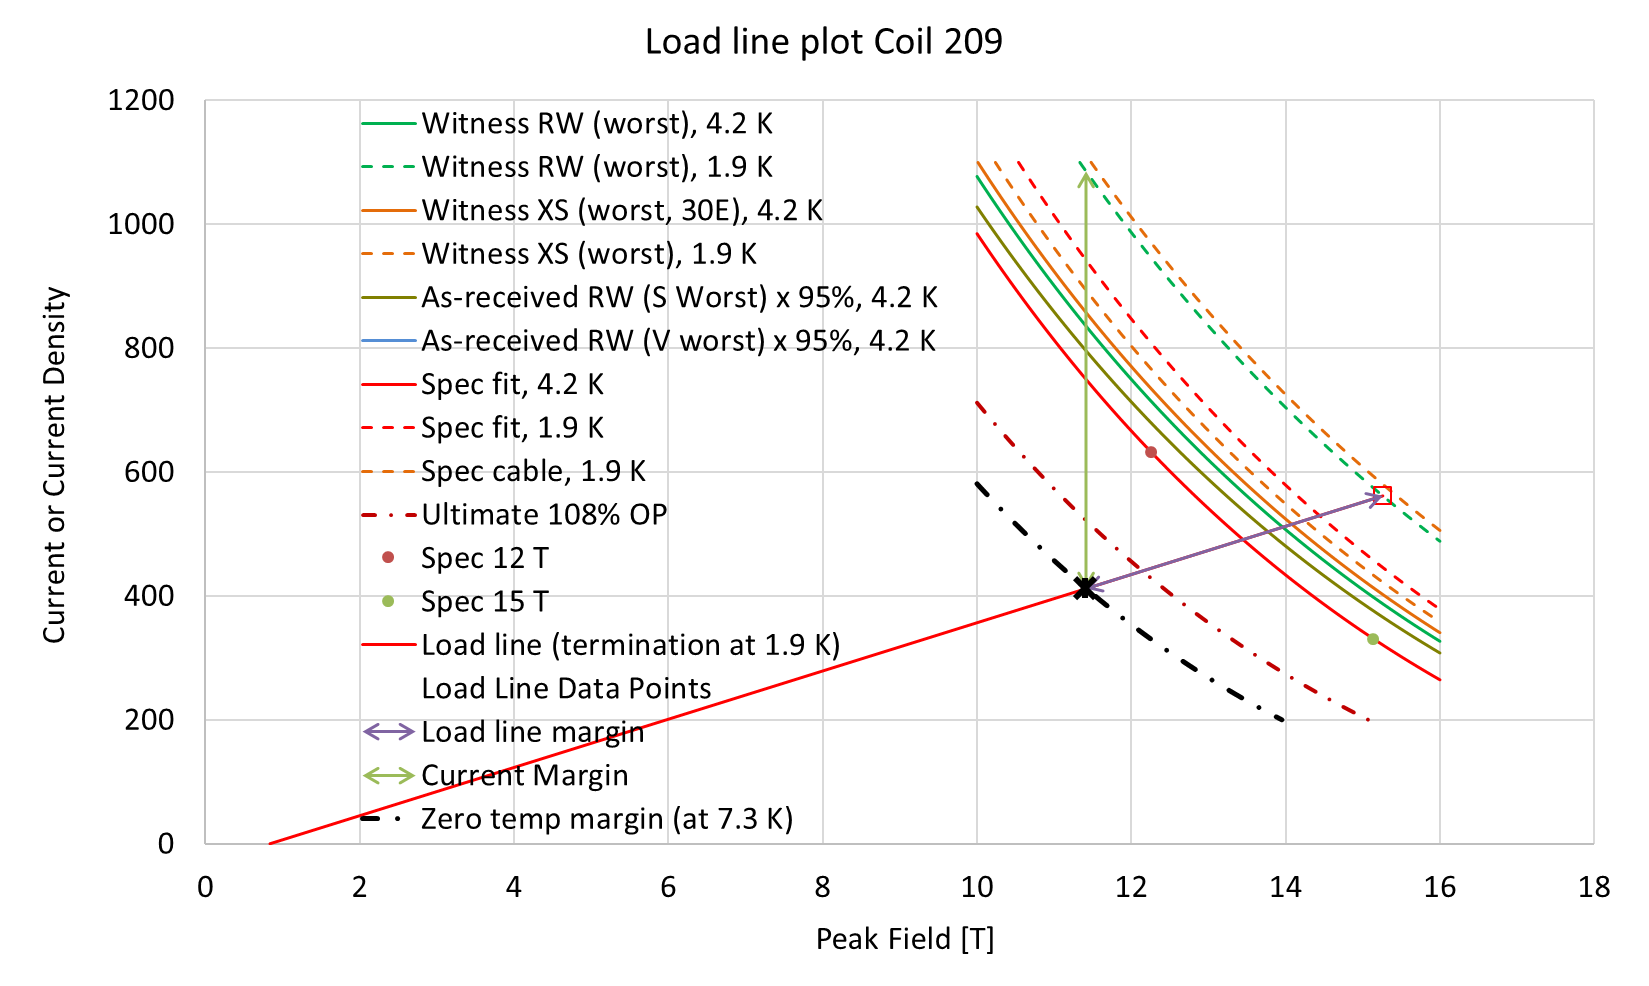 Load line plot Coil 209
1200
1000
800
600
400
200
0
Current or Current Density
Witness RW (worst), 4.2 K
Witness RW (worst), 1.9 K
Witness XS (worst, 30E), 4.2 K
Witness XS (worst), 1.9 K
As-received RW (S Worst) x 95%, 4.2 K
As-received RW (V worst) x 95%, 4.2 K
Spec fit, 4.2 K
Spec fit, 1.9 K
Spec cable, 1.9 K
Ultimate 108% OP
Spec 12 T
Spec 15 T
Load line (termination at 1.9 K)
Load Line Data Points
Load line margin
Current Margin
Zero temp margin (at 7.3 K)
0 2 4 6 8 10 12 14 16 18
Peak Field [T]